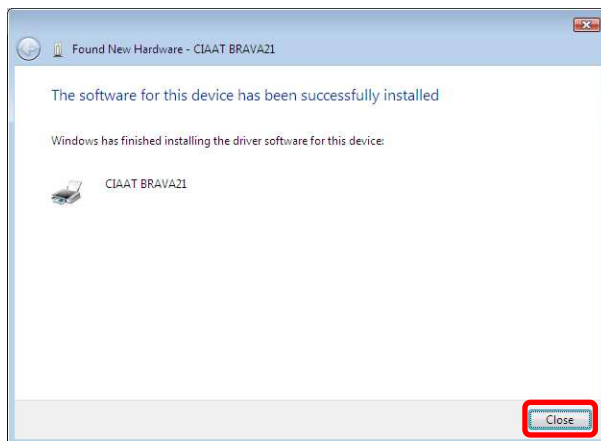 Found New Hardware - CIAAT BRAVA21
The software for this device has been successfully installed
Windows has finished installing the driver software for this device:
CIAAT BRAVA21
Close